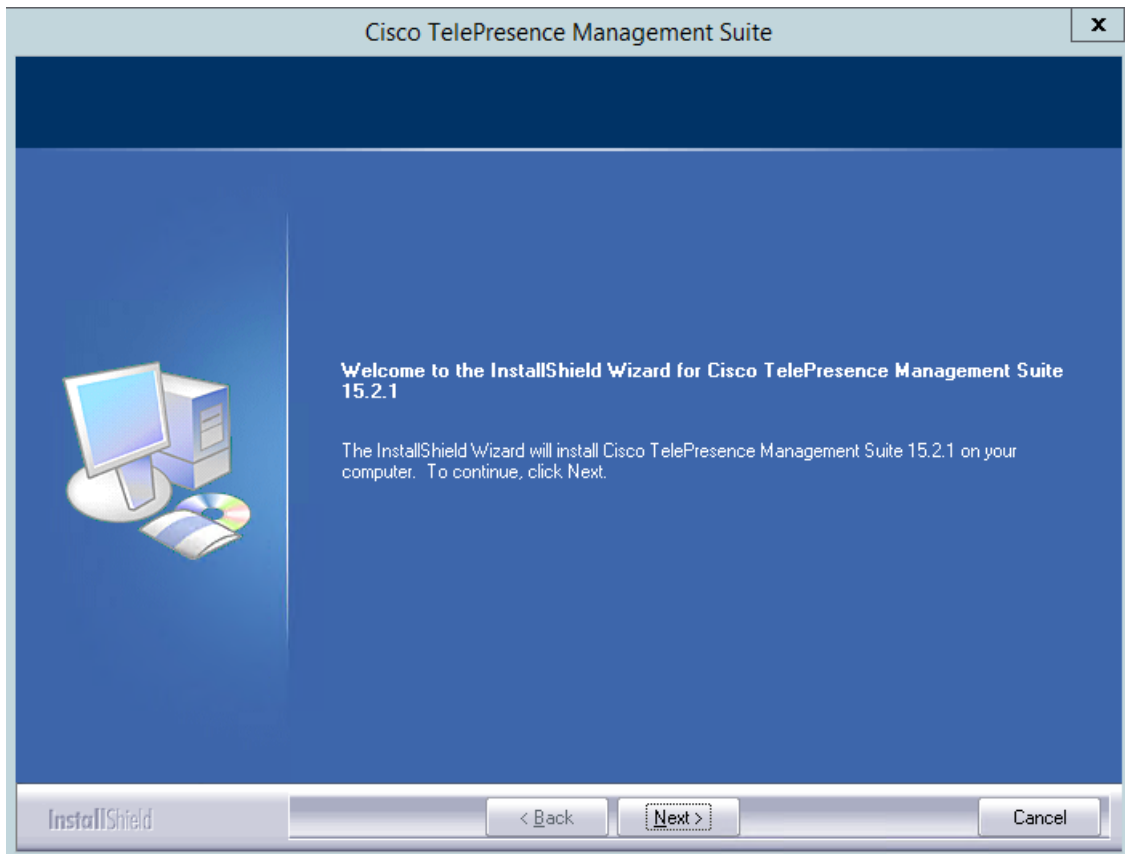 Cisco TelePresence Management Suite
x
Welcome to the InstallShield Wizard for Cisco TelePresence Management Suite
15.2.1
The InstallShield Wizard will install Cisco TelePresence Management Suite 15.2.1 on your
computer. To continue, click Next.
InstallShield
< Back
Next >
Cancel